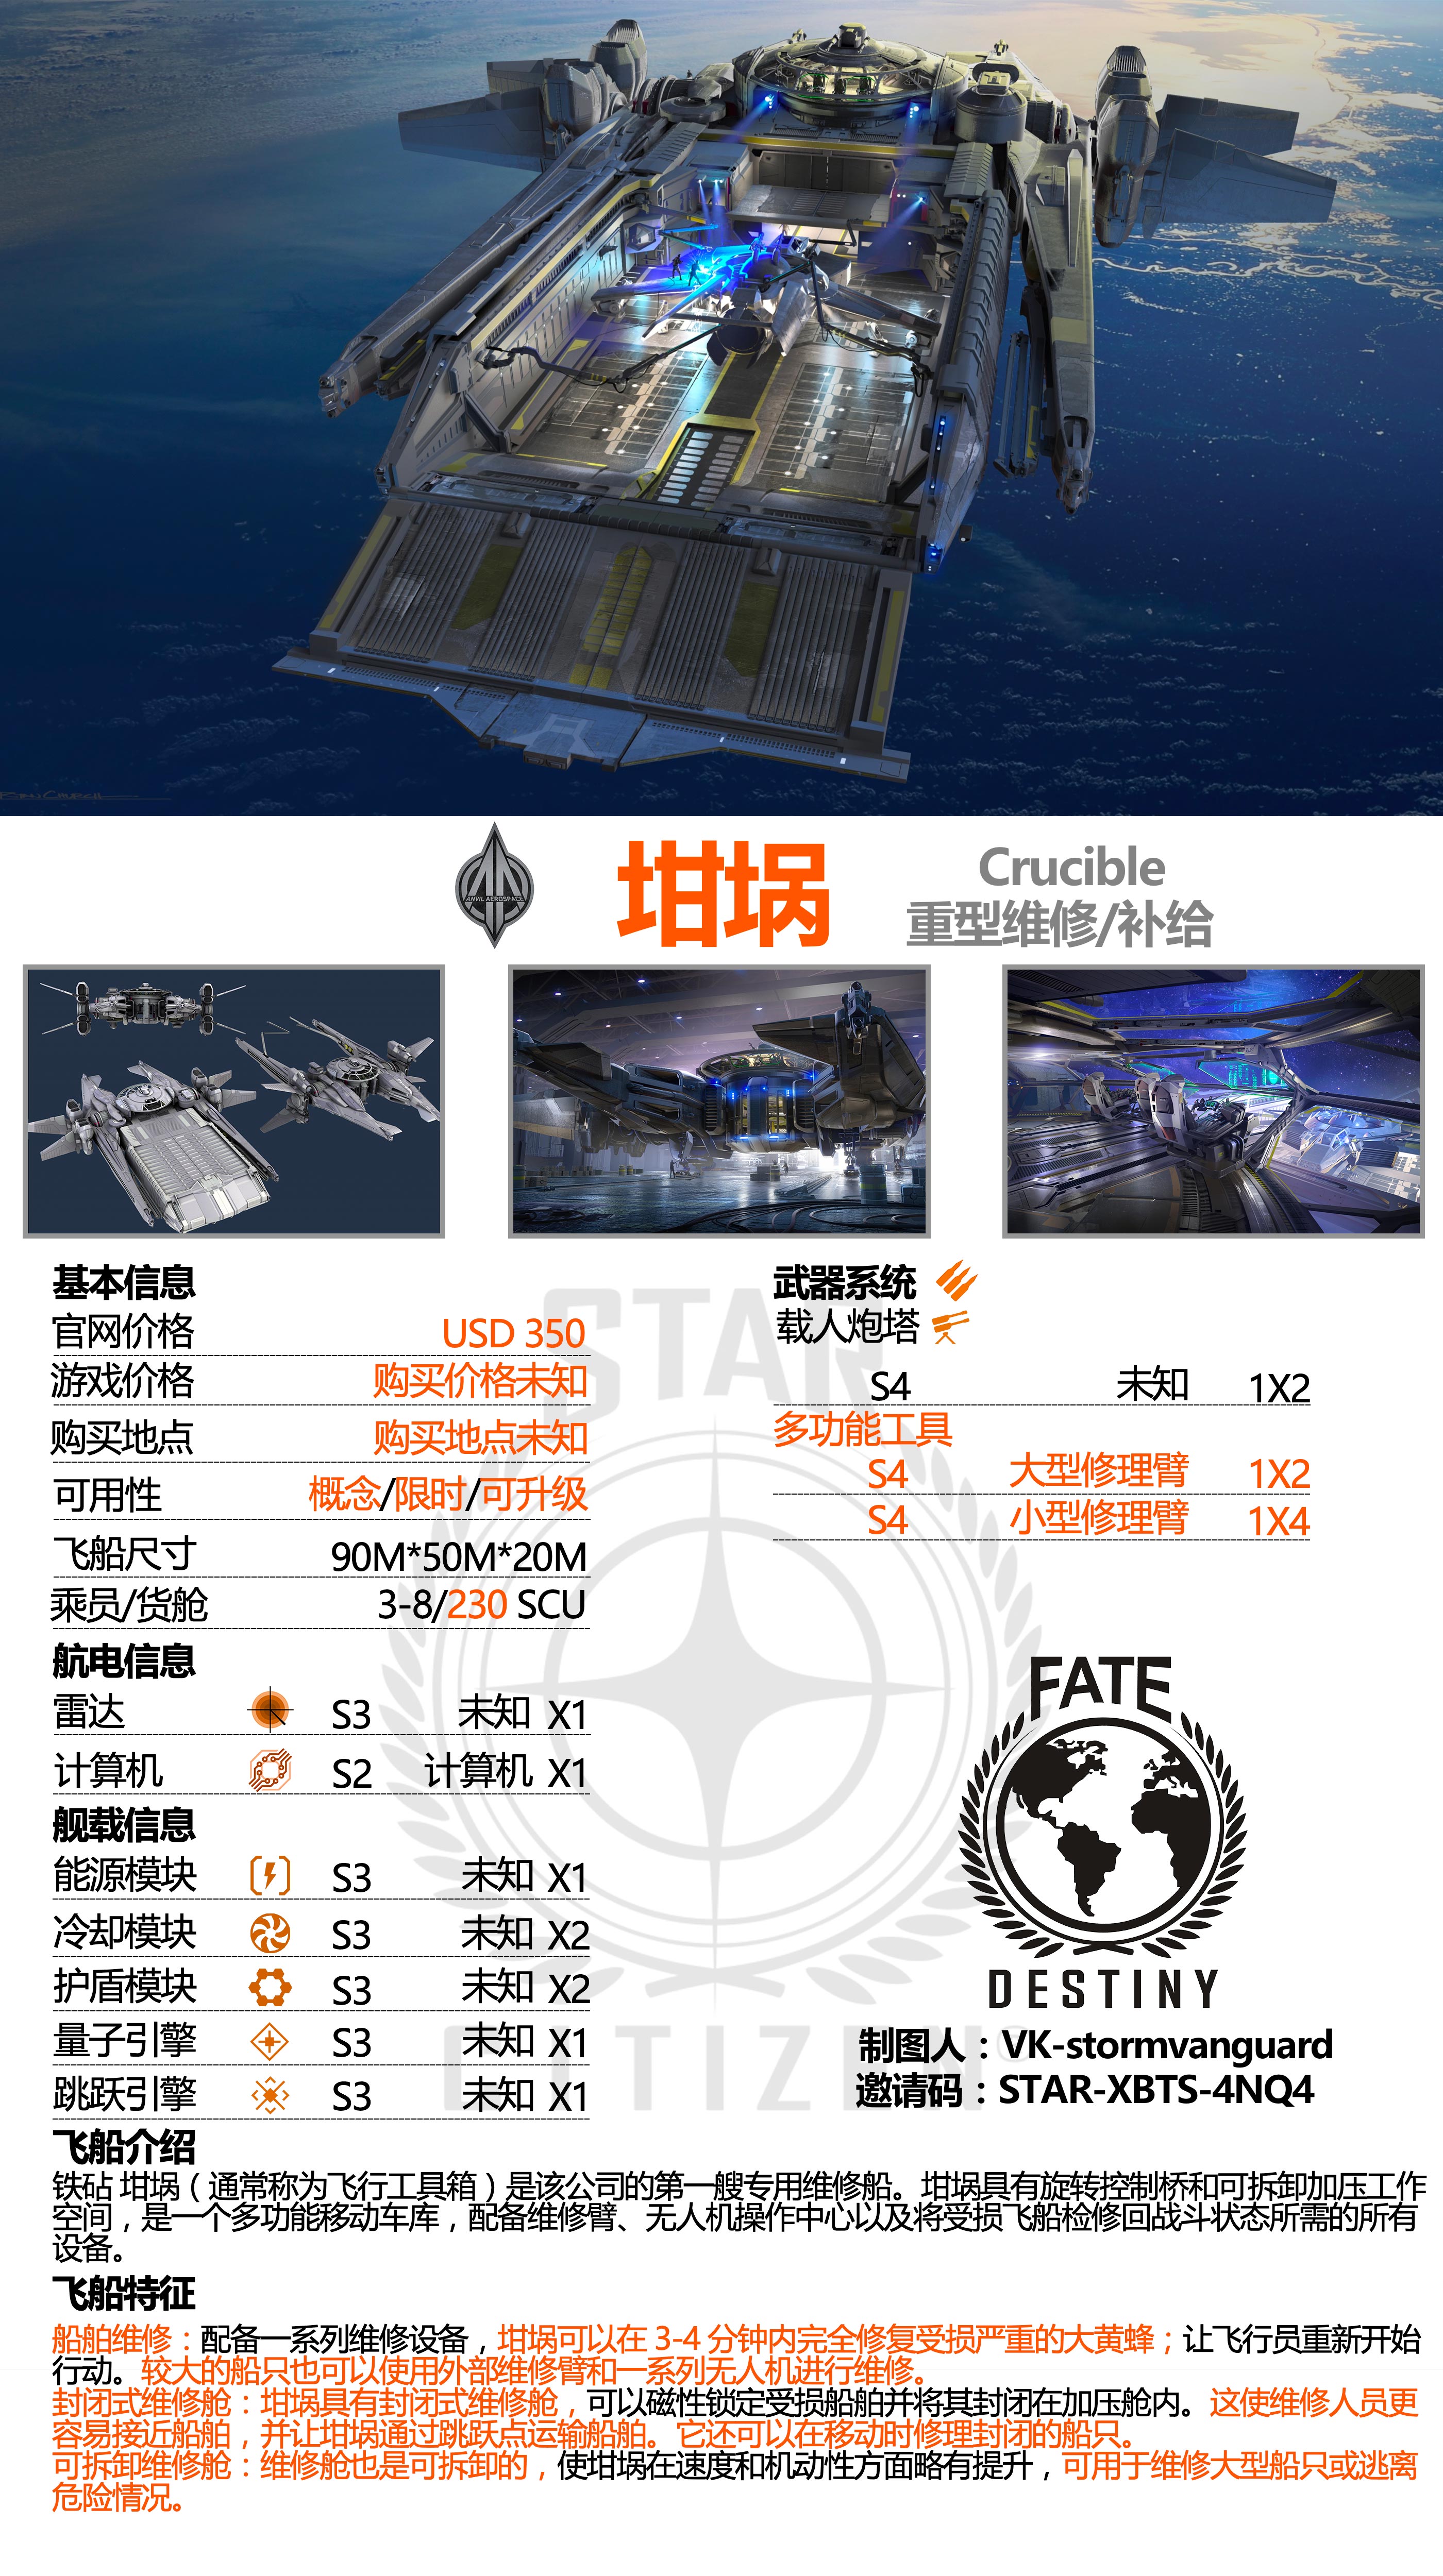 ANVIL AEROSPACE
坩埚
Crucible
重型维修/补给
基本信息
官网价格 USD 350
游戏价格 购买价格未知
购买地点 购买地点未知
可用性 概念/限时/可升级
飞船尺寸 90M*50M*20M
乘员/货舱 3-8/230 SCU
航电信息
雷达 S3 未知 X1
计算机 S2 计算机 X1
舰载信息
能源模块 S3 未知 X1
冷却模块 S3 未知 X2
护盾模块 S3 未知 X2
量子引擎 S3 未知 X1
跳跃引擎 S3 未知 X1
武器系统
载人炮塔
S4 未知 1X2
多功能工具
S4 大型修理臂 1X2
S4 小型修理臂 1X4
STAR
CITIZEN®
FATE
DESTINY
制图人：VK-stormvanguard
邀请码：STAR-XBTS-4NQ4
飞船介绍
铁砧 坩埚（通常称为飞行工具箱）是该公司的第一艘专用维修船。坩埚具有旋转控制桥和可拆卸加压工作
空间，是一个多功能移动车库，配备维修臂、无人机操作中心以及将受损飞船检修回战斗状态所需的所有
设备。
飞船特征
船舶维修：配备一系列维修设备，坩埚可以在 3-4 分钟内完全修复受损严重的大黄蜂；让飞行员重新开始
行动。较大的船只也可以使用外部维修臂和一系列无人机进行维修。
封闭式维修舱：坩埚具有封闭式维修舱，可以磁性锁定受损船舶并将其封闭在加压舱内。这使维修人员更
容易接近船舶，并让坩埚通过跳跃点运输船舶。它还可以在移动时修理封闭的船只。
可拆卸维修舱：维修舱也是可拆卸的，使坩埚在速度和机动性方面略有提升，可用于维修大型船只或逃离
危险情况。